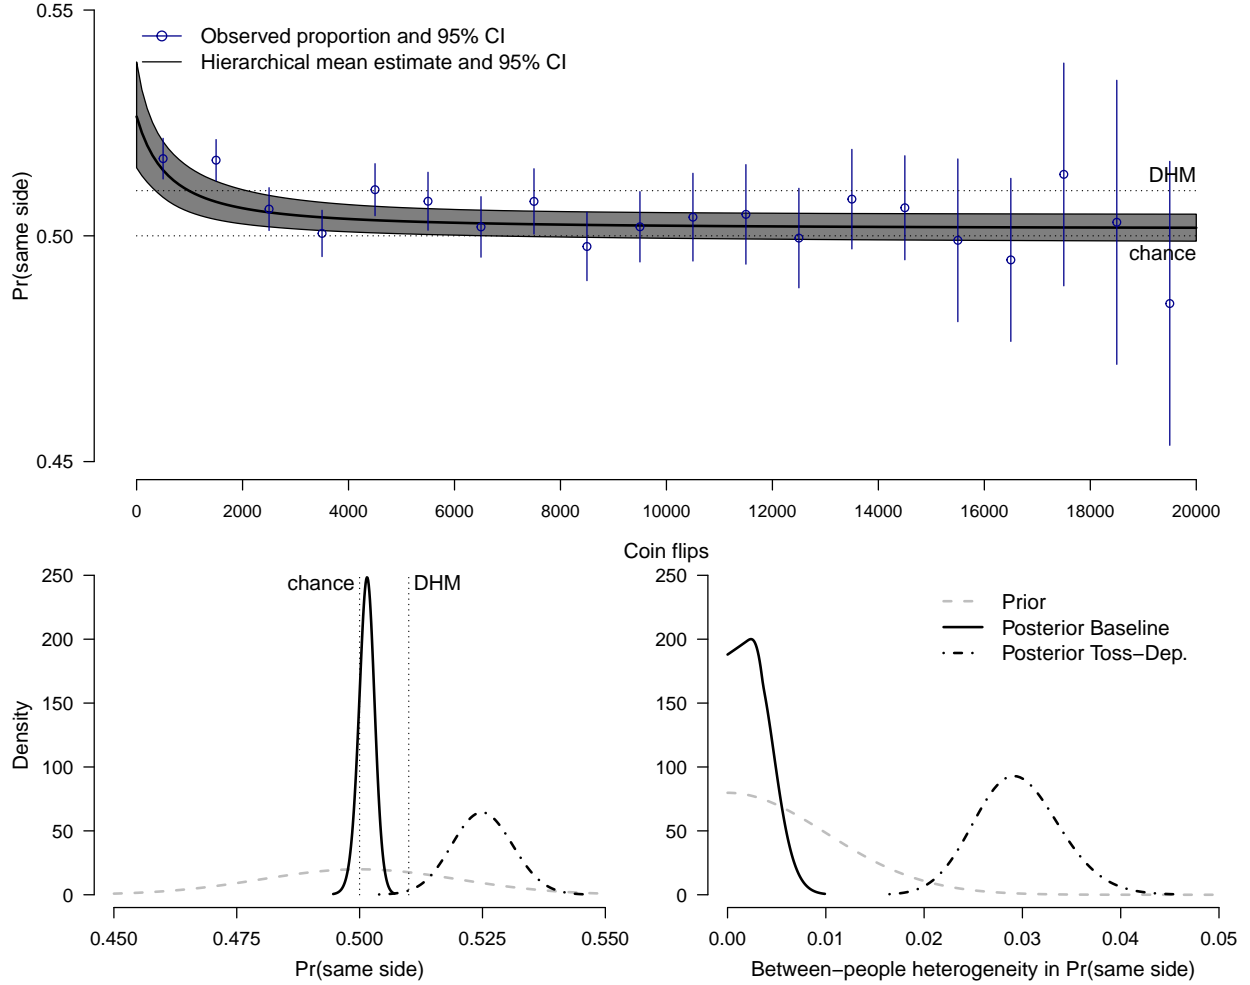 0.55
Observed proportion and 95% CI
Hierarchical mean estimate and 95% CI
DHM
Pr(same side)
0.50
chance
0.45
0 2000 4000 6000 8000 10000 12000 14000 16000 18000 20000
Coin flips
250
200
150
100
50
0
Density
chance DHM
0.450 0.475 0.500 0.525 0.550
Pr(same side)
250
200
150
100
50
0
Prior
Posterior Baseline
Posterior Toss−Dep.
0.00 0.01 0.02 0.03 0.04 0.05
Between−people heterogeneity in Pr(same side)